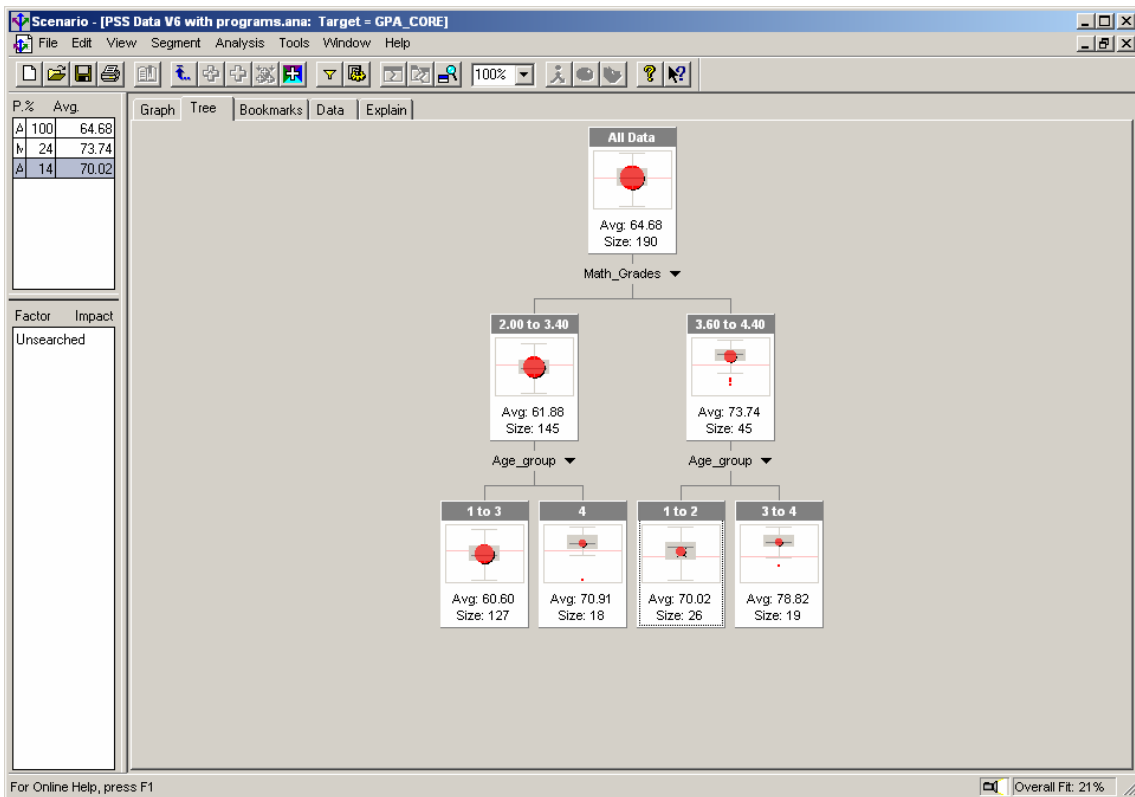 Scenario - [PSS Data V6 with programs.ana: Target = GPA_CORE]
File Edit View Segment Analysis Tools Window Help
100%
P.% Avg.
A 100 64.68
M 24 73.74
A 14 70.02
Graph Tree Bookmarks Data Explain
All Data
Avg: 64.68
Size: 190
Math_Grades
Factor Impact
Unsearched
2.00 to 3.40 3.60 to 4.40
Avg: 61.88 Avg: 73.74
Size: 145 Size: 45
Age_group Age_group
1 to 3 4 1 to 2 3 to 4
Avg: 60.60 Avg: 70.91 Avg: 70.02 Avg: 78.82
Size: 127 Size: 18 Size: 26 Size: 19
For Online Help, press F1 Overall Fit: 21%